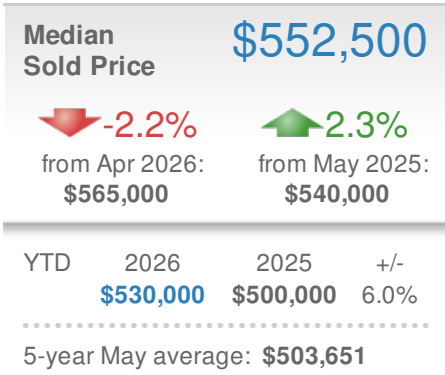 Median
Sold Price
$552,500
-2.2%
from Apr 2026:
$565,000
2.3%
from May 2025:
$540,000
YTD 2026 2025 +/-
$530,000 $500,000 6.0%
5-year May average: $503,651